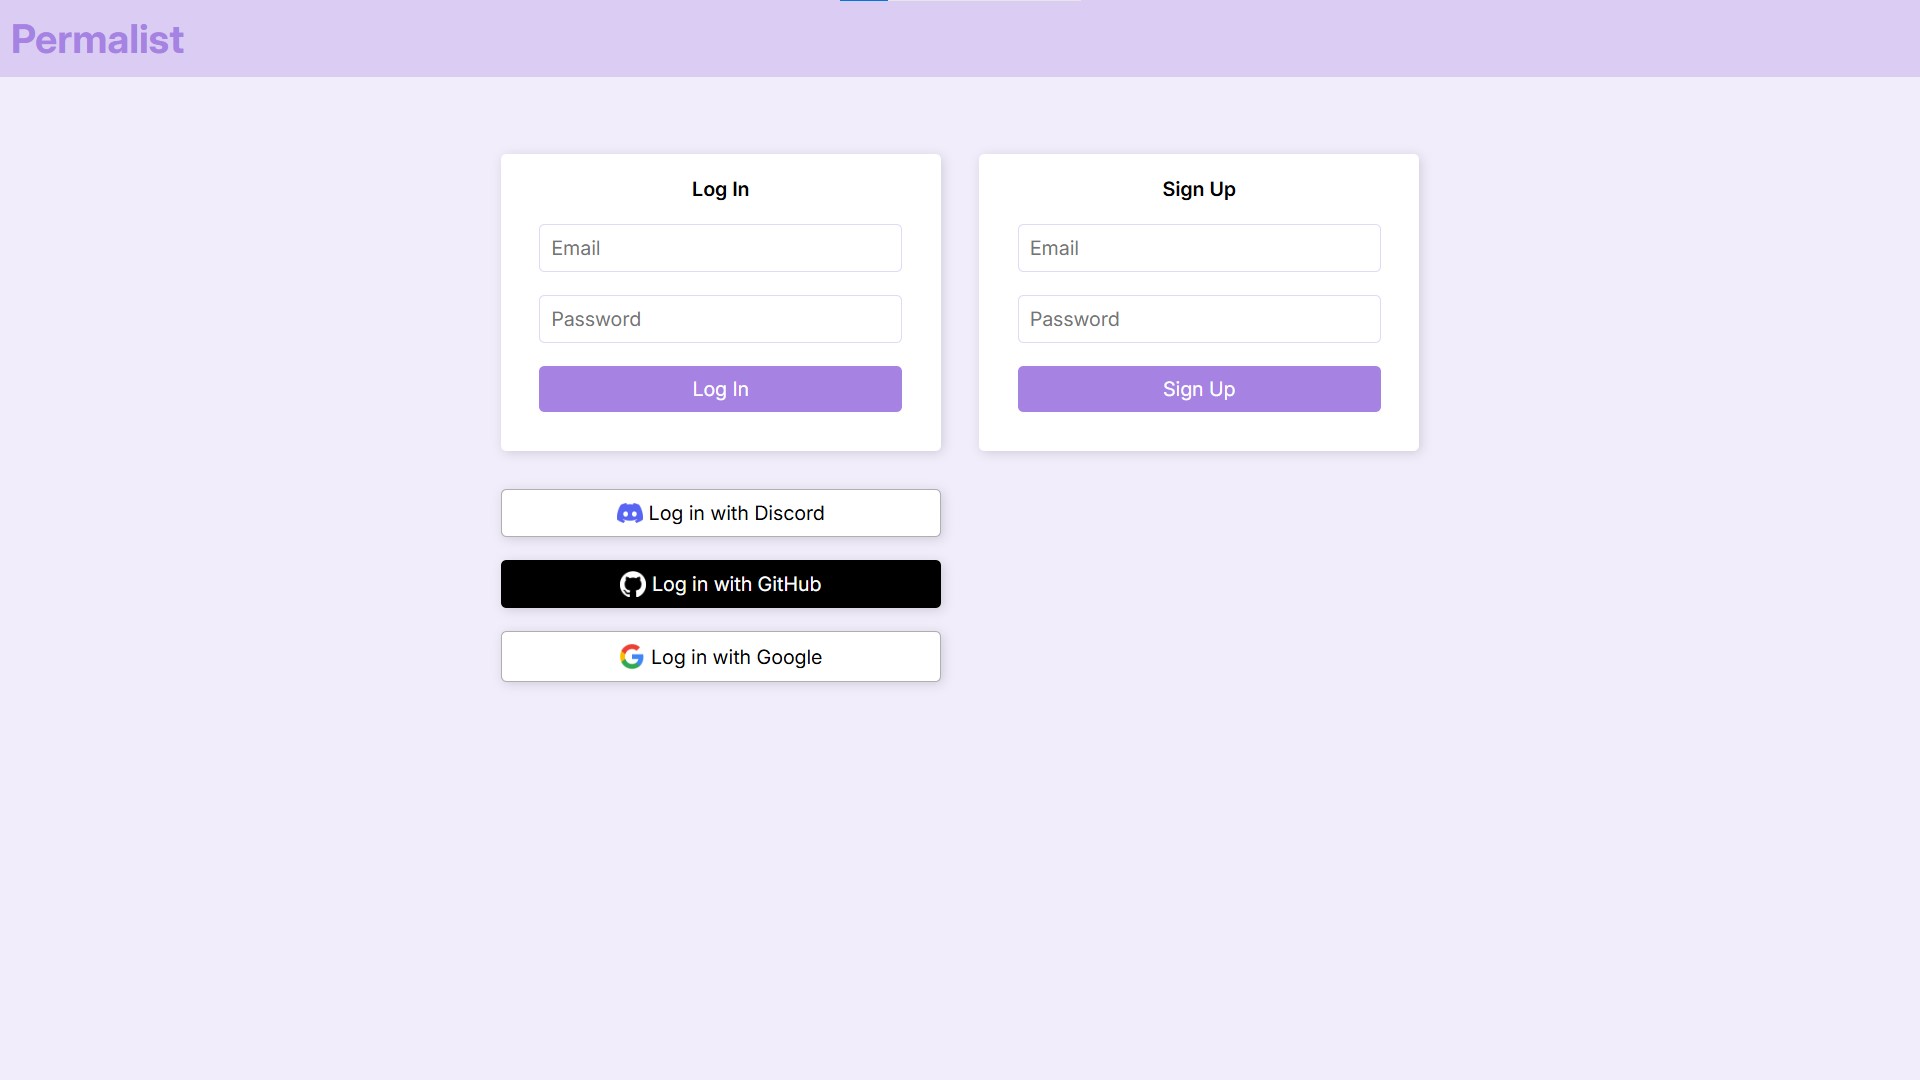 Permalist
Log In
Email
Password
Log In
Sign Up
Email
Password
Sign Up
Log in with Discord
Log in with GitHub
Log in with Google